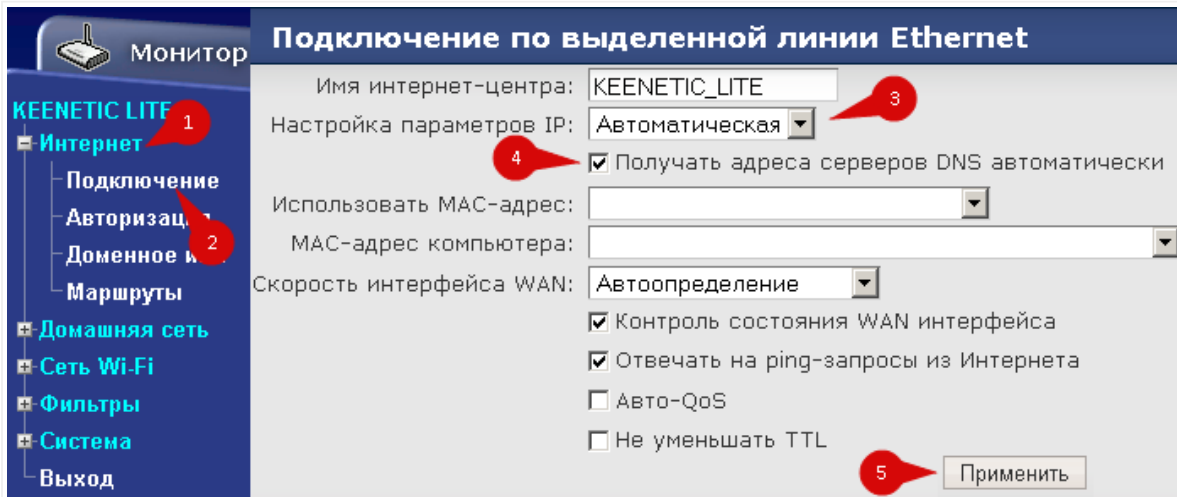 Монитор
KEENETIC LITE
1
Интернет
Подключение
Авторизация
2
Доменное
Маршруты
Домашняя сеть
Сеть Wi-Fi
Фильтры
Система
Выход
Подключение по выделенной линии Ethernet
Имя интернет-центра: KEENETIC_LITE
3
Настройка параметров IP: Автоматическая
4
Получать адреса серверов DNS автоматически
Использовать MAC-адрес:
MAC-адрес компьютера:
Скорость интерфейса WAN: Автоопределение
Контроль состояния WAN интерфейса
Отвечать на ping-запросы из Интернета
Авто-QoS
Не уменьшать TTL
5
Применить